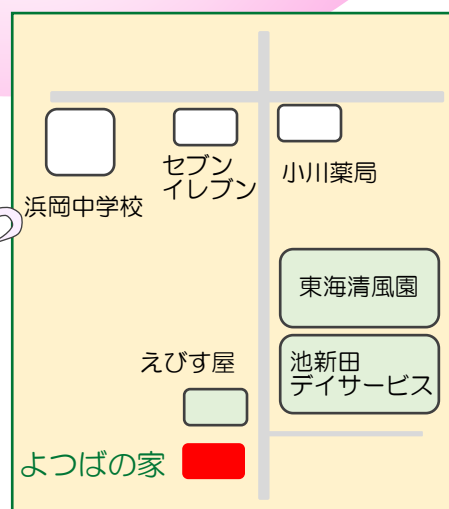 浜岡中学校
セブン
イレブン
小川薬局
東海清風園
えびす屋
池新田
デイサービス
よつばの家